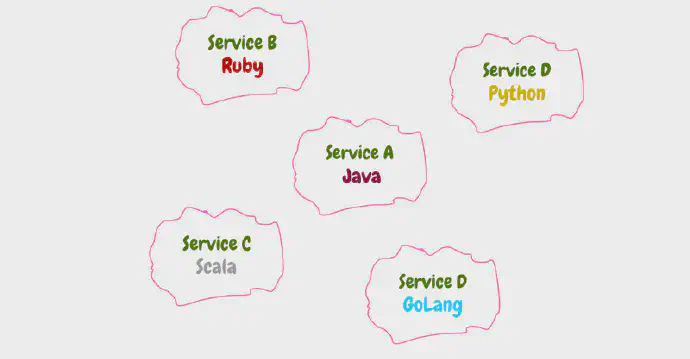 Service B
Ruby
Service D
Python
Service A
Java
Service C
Scala
Service D
GoLang